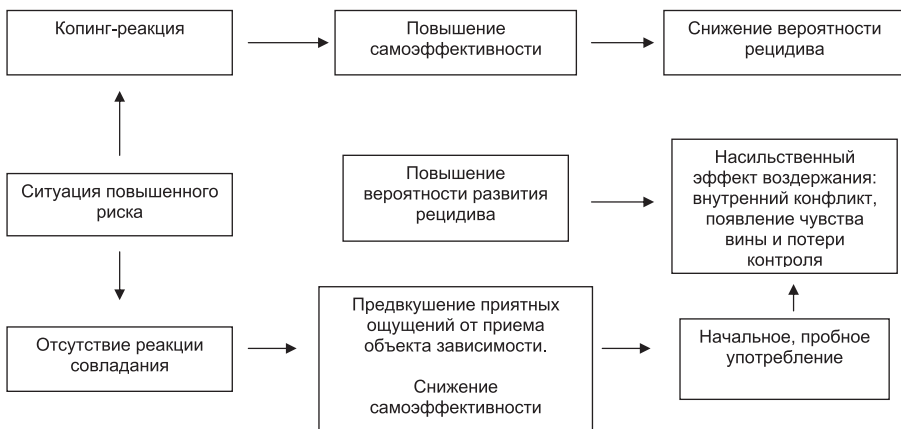 Копинг-реакция
Повышение
самоэффективности
Снижение вероятности
рецидива
Ситуация повышенного
риска
Повышение
вероятности развития
рецидива
Насильственный
эффект воздержания:
внутренний конфликт,
появление чувства
вины и потери
контроля
Отсутствие реакции
совладания
Предвкушение приятных
ощущений от приема
объекта зависимости.
Снижение
самоэффективности
Начальное, пробное
употребление